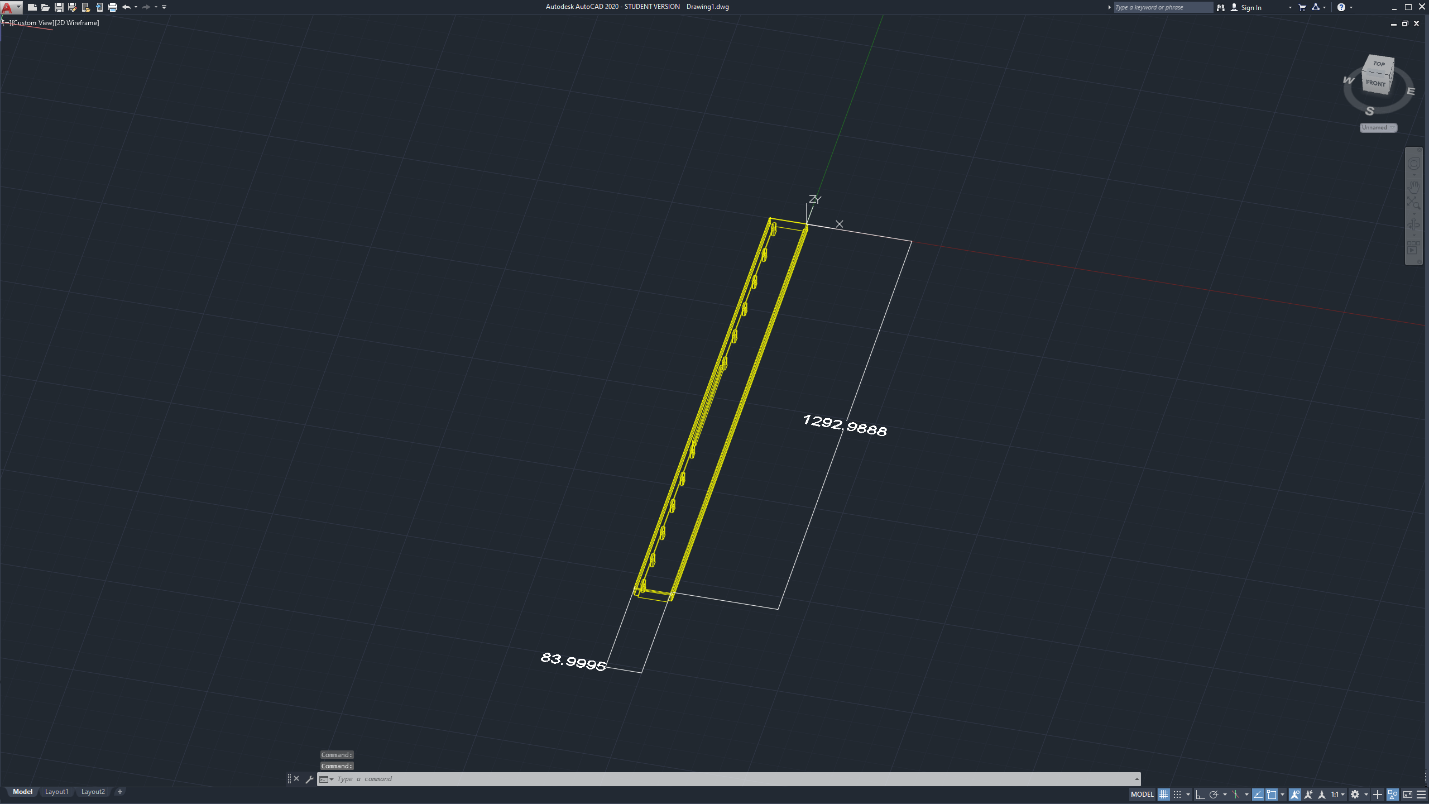 Autodesk AutoCAD 2020 - STUDENT VERSION Drawing1.dwg
Type a keyword or phrase
Sign In
[−][Custom View][2D Wireframe]
TOP
FRONT
W
E
S
Unnamed
Z
Y
X
1292.9888
83.9995
Command:
Command:
Type a command
Model
Layout1
Layout2
+
MODEL
1:1